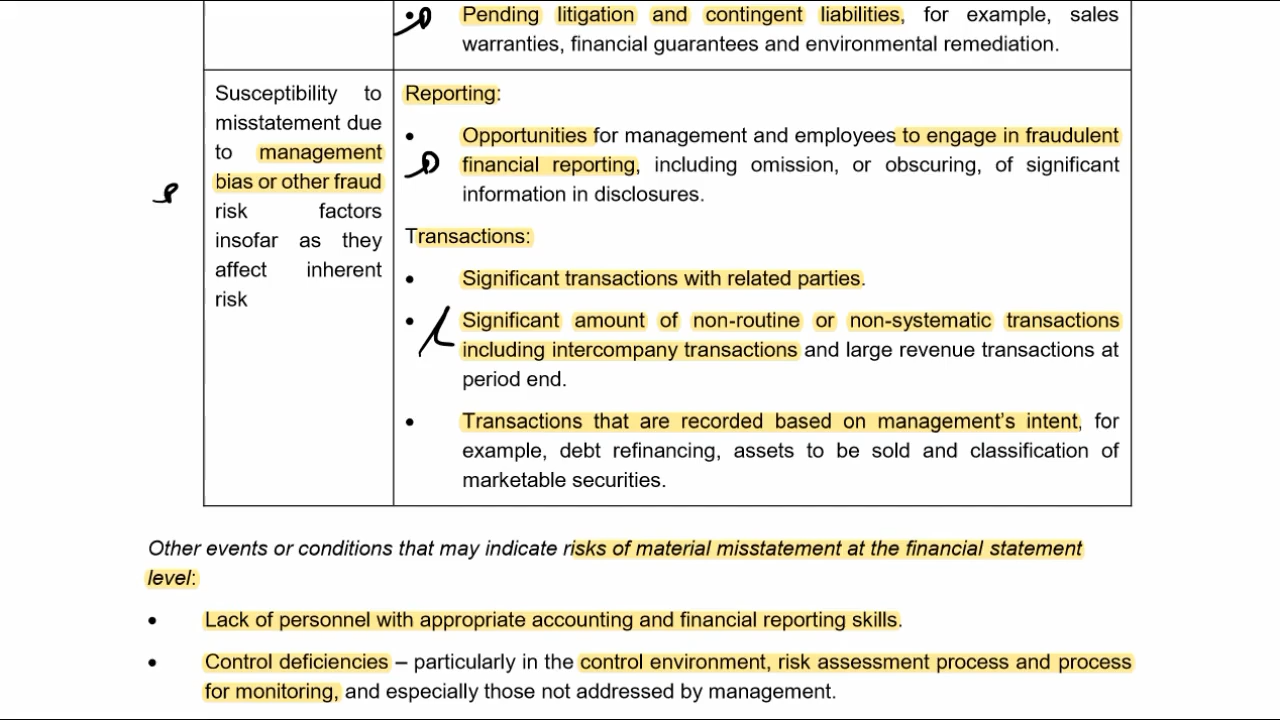 Pending litigation and contingent liabilities, for example, sales
warranties, financial guarantees and environmental remediation.
Susceptibility to
misstatement due
to management
bias or other fraud
risk factors
insofar as they
affect inherent
risk
Reporting:
• Opportunities for management and employees to engage in fraudulent
financial reporting, including omission, or obscuring, of significant
information in disclosures.
Transactions:
• Significant transactions with related parties.
• Significant amount of non-routine or non-systematic transactions
including intercompany transactions and large revenue transactions at
period end.
• Transactions that are recorded based on management’s intent, for
example, debt refinancing, assets to be sold and classification of
marketable securities.
Other events or conditions that may indicate risks of material misstatement at the financial statement
level:
• Lack of personnel with appropriate accounting and financial reporting skills.
• Control deficiencies – particularly in the control environment, risk assessment process and process
for monitoring, and especially those not addressed by management.